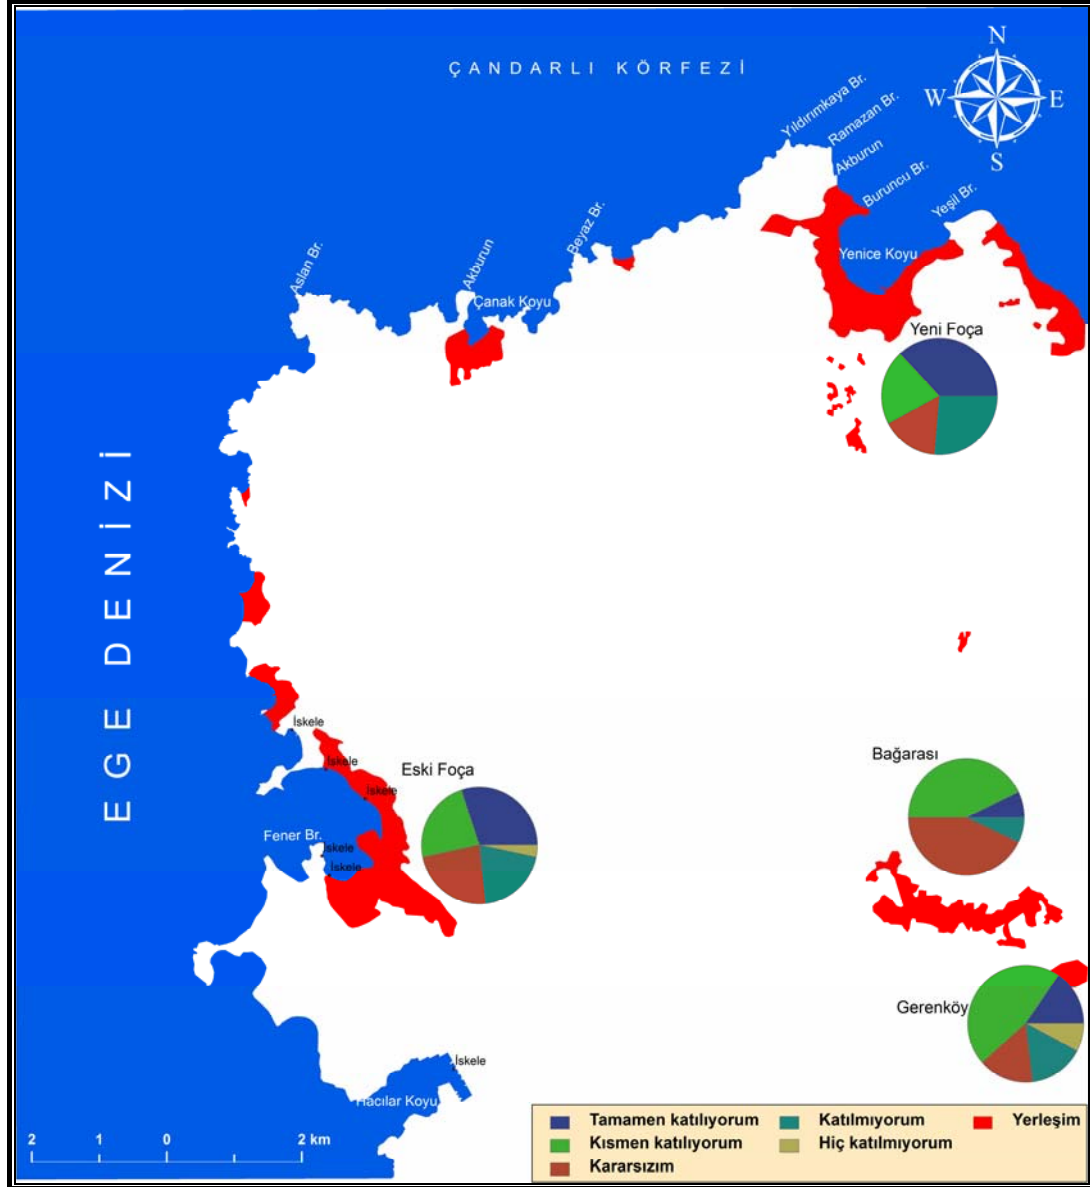 N
W E
S
ÇANDARLI KÖRFEZİ
Yıldırımkaya Br.
Ramazan Br.
Akburun
Buruncu Br.
Yeşil Br.
Yenice Koyu
Beyaz Br.
Akburun
Aslan Br.
Çanak Koyu
Yeni Foça
EGE DENİZİ
İskele
İskele
İskele
Eski Foça
Bağarası
Fener Br.
İskele
İskele
Gerenköy
İskele
Hacılar Koyu
2 1 0 2 km
Tamamen katılıyorum Katılmıyorum Yerleşim
Kısmen katılıyorum Hiç katılmıyorum
Kararsızım